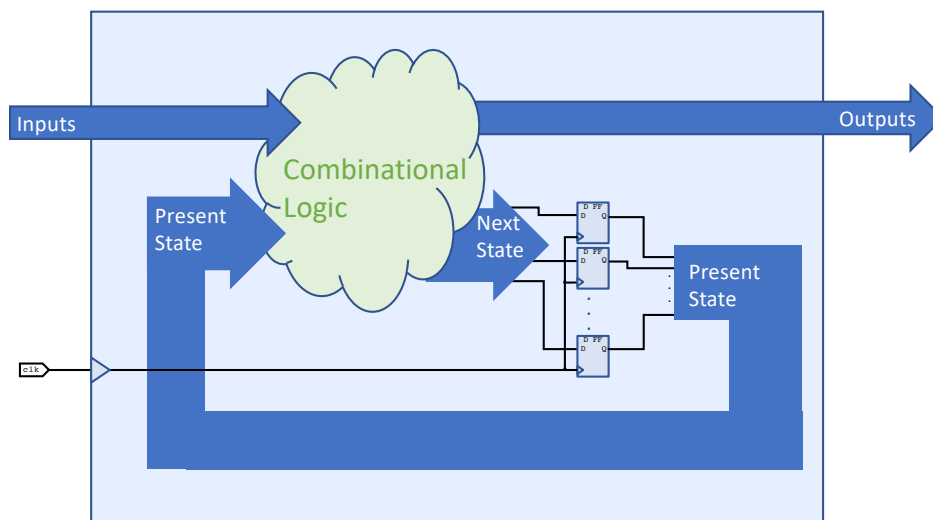 Inputs
Outputs
Combinational
Logic
Present
State
Next
State
D FF
D
Q
D FF
D
Q
Present
State
D FF
D
Q
clk